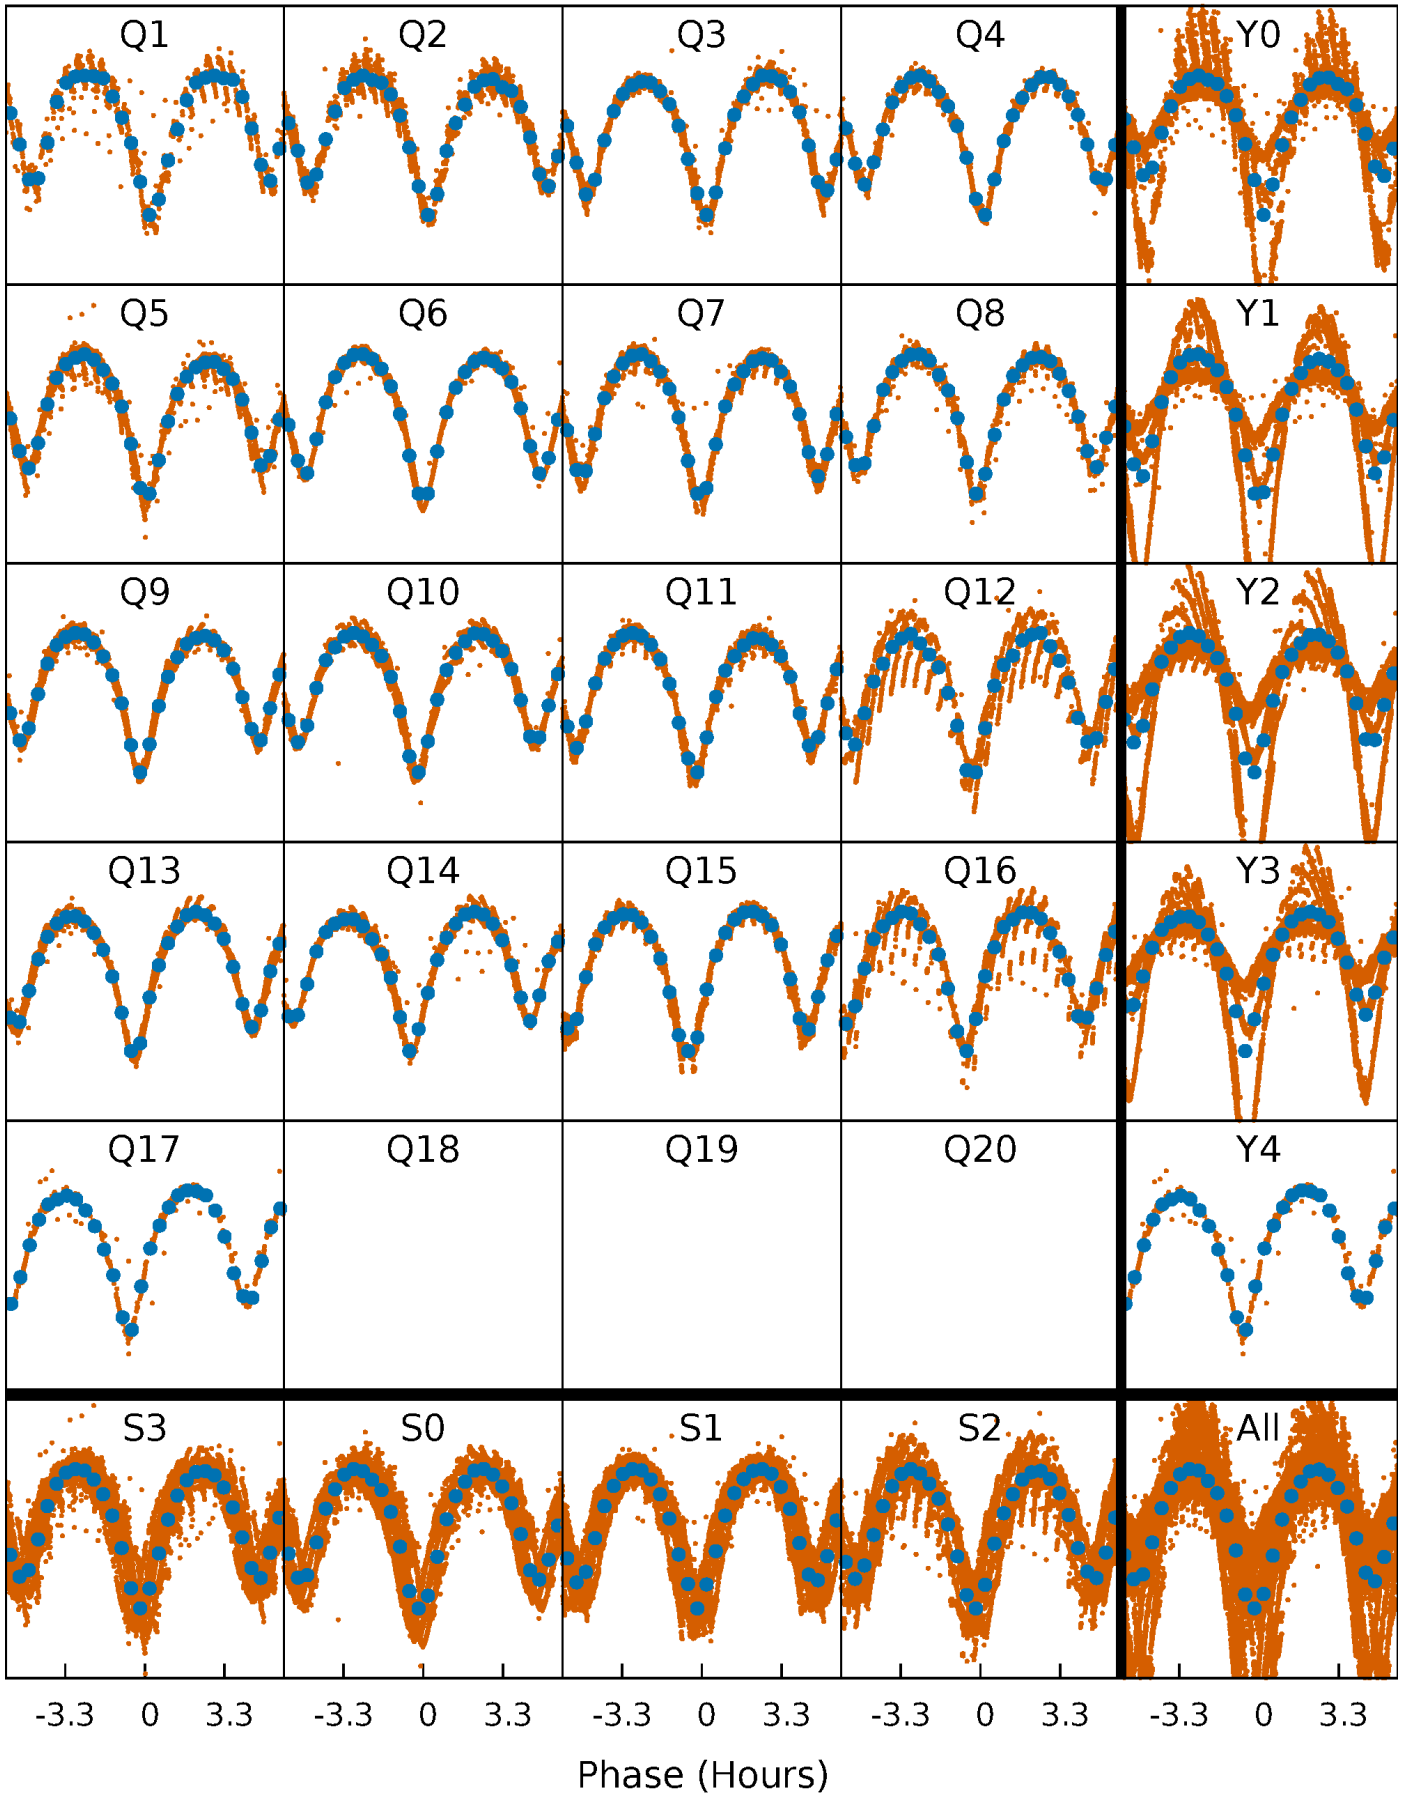 Q1 Q2 Q3 Q4 Y0
Q5 Q6 Q7 Q8 Y1
Q9 Q10 Q11 Q12 Y2
Q13 Q14 Q15 Q16 Y3
Q17 Q18 Q19 Q20 Y4
S3 S0 S1 S2 All
-3.3 0 3.3 -3.3 0 3.3 -3.3 0 3.3 -3.3 0 3.3 -3.3 0 3.3
Phase (Hours)